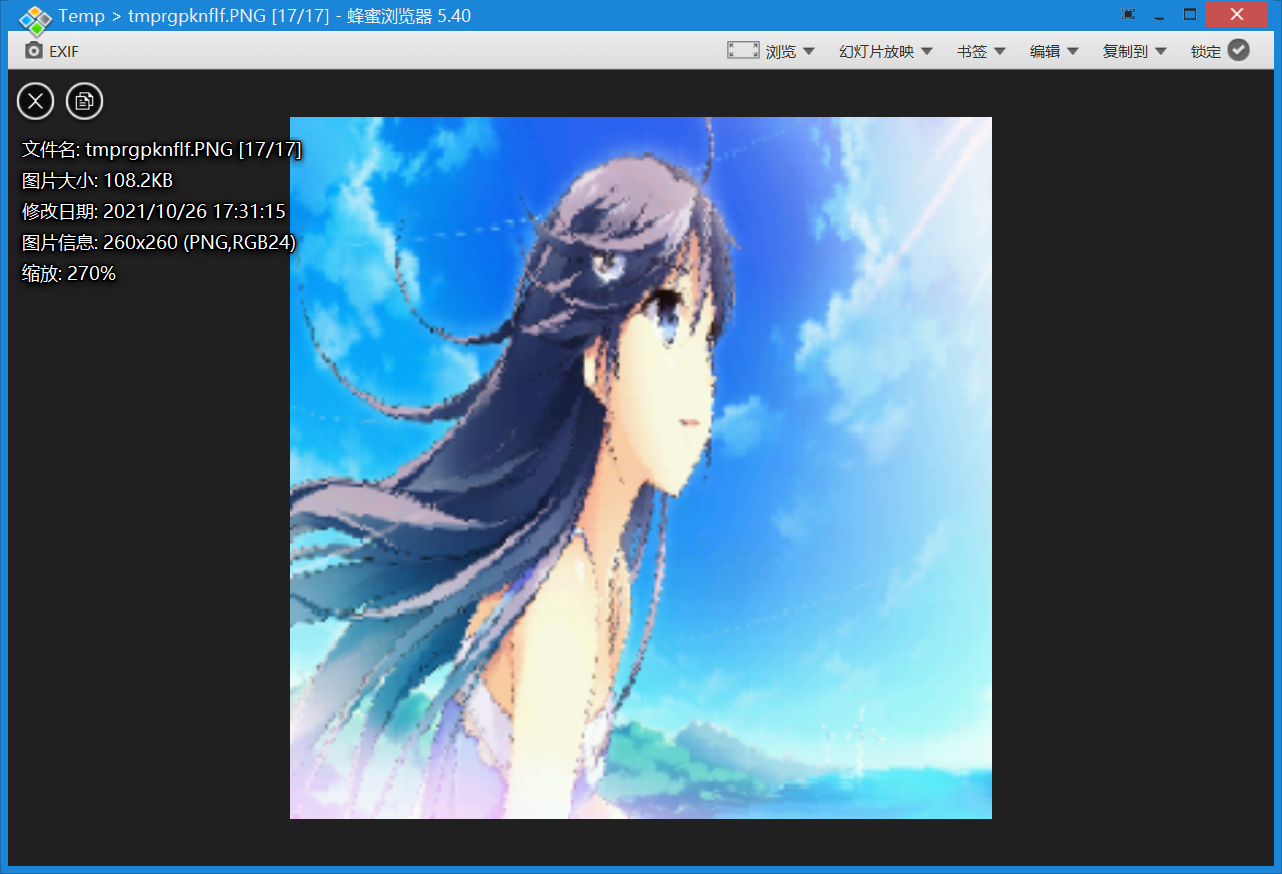 Temp > tmprgpknflf.PNG [17/17] - 蜂蜜浏览器 5.40
EXIF 浏览 幻灯片放映 书签 编辑 复制到 锁定
文件名: tmprgpknflf.PNG [17/17]
图片大小: 108.2KB
修改日期: 2021/10/26 17:31:15
图片信息: 260x260 (PNG,RGB24)
缩放: 270%